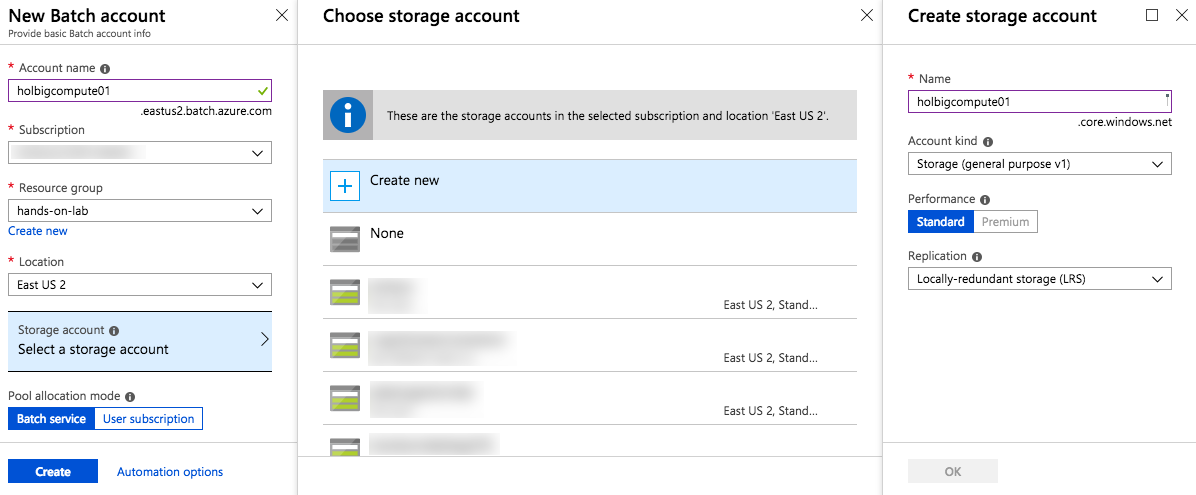 New Batch account
Provide basic Batch account info
* Account name
holbigcompute01
.eastus2.batch.azure.com
* Subscription
* Resource group
hands-on-lab
Create new
* Location
East US 2
Storage account
Select a storage account
Pool allocation mode
Batch service
User subscription
Create
Automation options
Choose storage account
These are the storage accounts in the selected subscription and location 'East US 2'.
Create new
None
East US 2, Stand...
East US 2, Stand...
East US 2, Stand...
Create storage account
* Name
holbigcompute01
.core.windows.net
Account kind
Storage (general purpose v1)
Performance
Standard
Premium
Replication
Locally-redundant storage (LRS)
OK